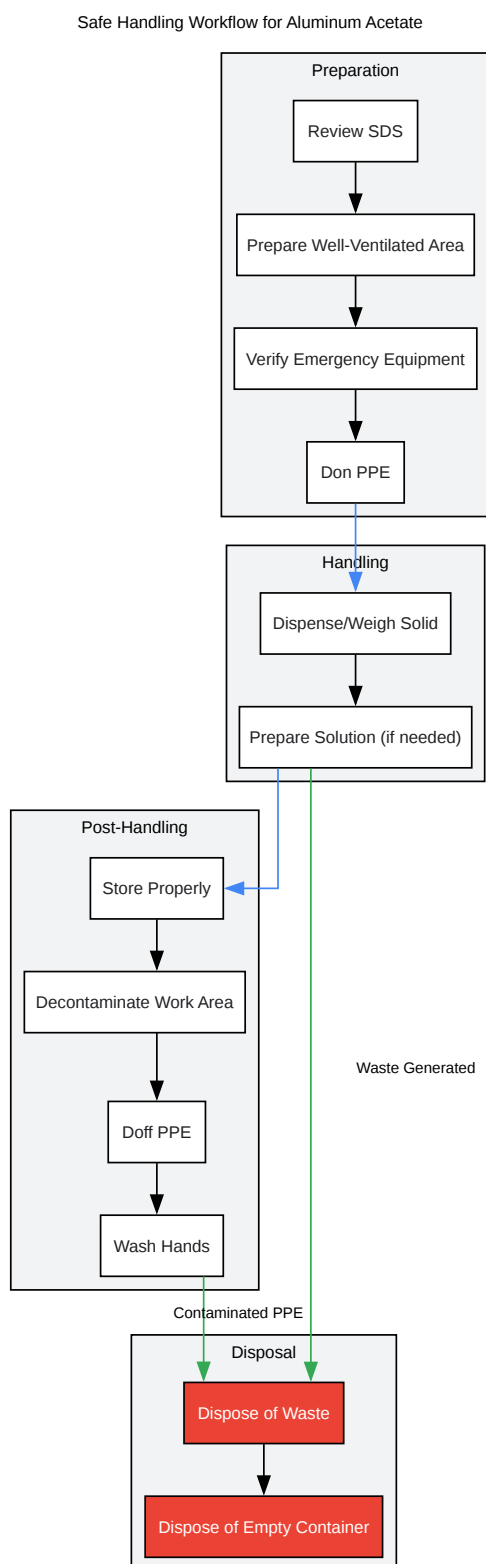 Safe Handling Workflow for Aluminum Acetate
Preparation
Review SDS
Prepare Well-Ventilated Area
Verify Emergency Equipment
Don PPE
Handling
Dispense/Weigh Solid
Prepare Solution (if needed)
Post-Handling
Store Properly
Decontaminate Work Area
Waste Generated
Doff PPE
Wash Hands
Contaminated PPE
Disposal
Dispose of Waste
Dispose of Empty Container